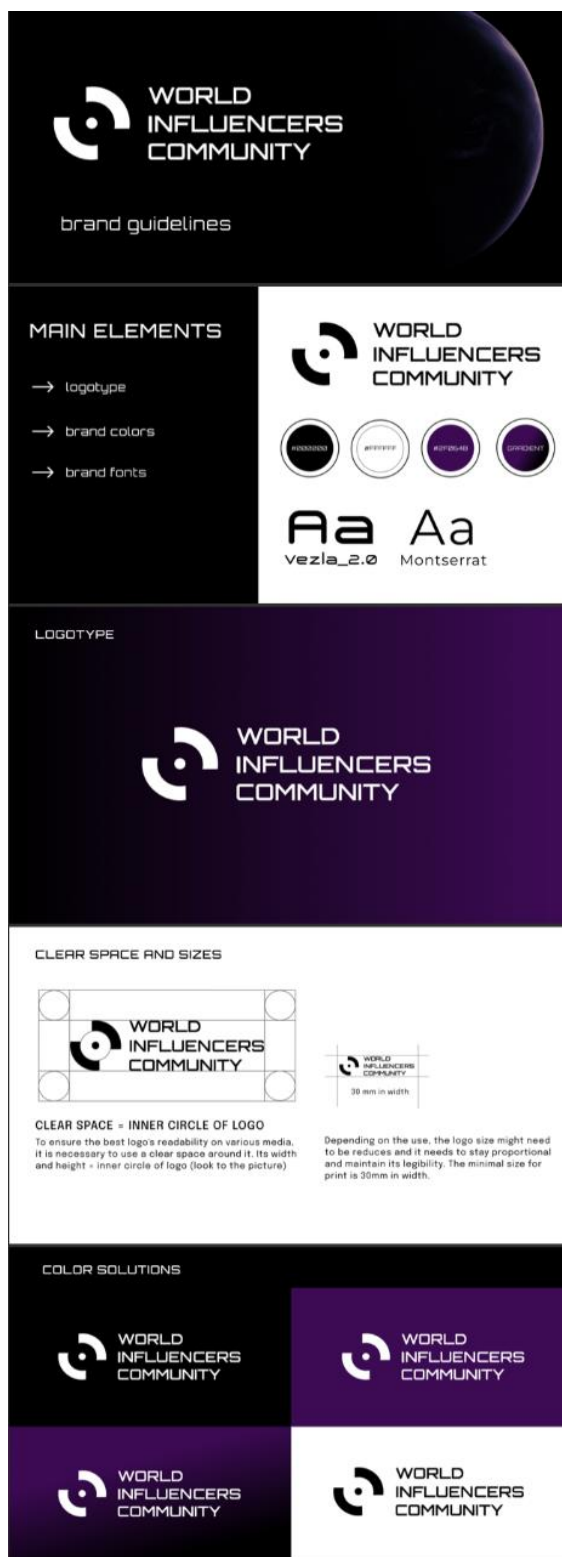 WORLD
INFLUENCERS
COMMUNITY
brand guidelines
MAIN ELEMENTS
→ logotype
→ brand colors
→ brand fonts
WORLD
INFLUENCERS
COMMUNITY
#000000 #FFFFFF #2F064B GRADIENT
Aa Aa
Vezla_2.0 Montserrat
LOGOTYPE
WORLD
INFLUENCERS
COMMUNITY
CLEAR SPACE AND SIZES
WORLD
INFLUENCERS
COMMUNITY
CLEAR SPACE = INNER CIRCLE OF LOGO
To ensure the best logo's readability on various media,
it is necessary to use a clear space around it. Its width
and height = inner circle of logo (look to the picture)
WORLD
INFLUENCERS
COMMUNITY
30 mm in width
Depending on the use, the logo size might need
to be reduces and it needs to stay proportional
and maintain its legibility. The minimal size for
print is 30mm in width.
COLOR SOLUTIONS
WORLD
INFLUENCERS
COMMUNITY
WORLD
INFLUENCERS
COMMUNITY
WORLD
INFLUENCERS
COMMUNITY
WORLD
INFLUENCERS
COMMUNITY